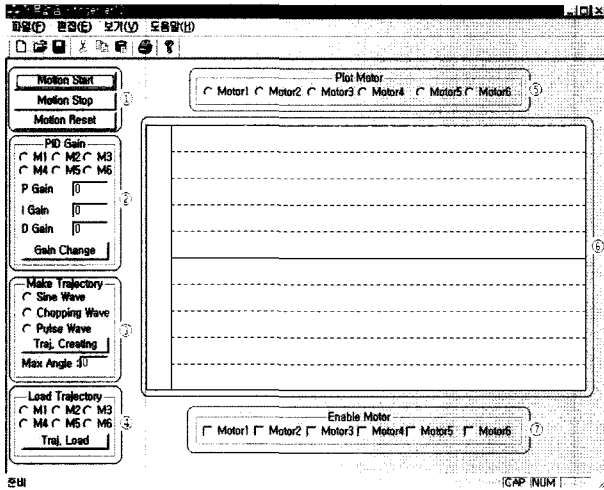 파일(F) 편집(E) 보기(V) 도움말(H)
Motion Start
Motion Stop
Motion Reset
①
PID Gain
M1 M2 M3
M4 M5 M6
P Gain 0
I Gain 0
D Gain 0
Gain Change
②
Make Trajectory
Sine Wave
Chopping Wave
Pulse Wave
Traj. Creating
Max Angle : 0
③
Load Trajectory
M1 M2 M3
M4 M5 M6
Traj. Load
④
Plot Motor
Motor1 Motor2 Motor3 Motor4 Motor5 Motor6
⑤
⑥
Enable Motor
Motor1 Motor2 Motor3 Motor4 Motor5 Motor6
⑦
준비
CAP NUM